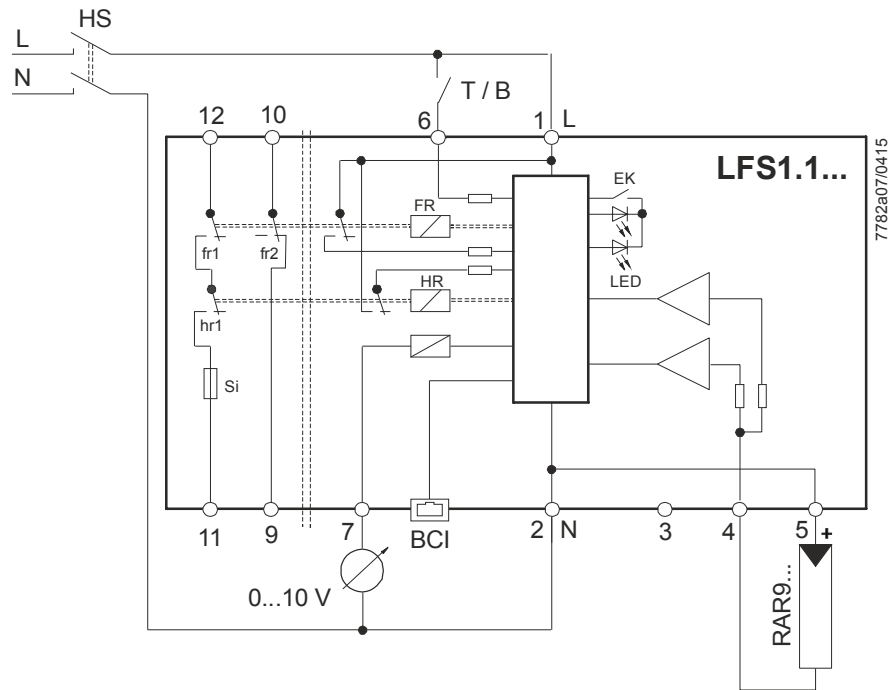 HS
L
N
T / B
12
10
6
1
L
LFS1.1...
7782a07/0415
EK
FR
fr1
fr2
LED
HR
hr1
Si
11
9
7
BCI
2
N
3
4
5
+
0...10 V
RAR9...